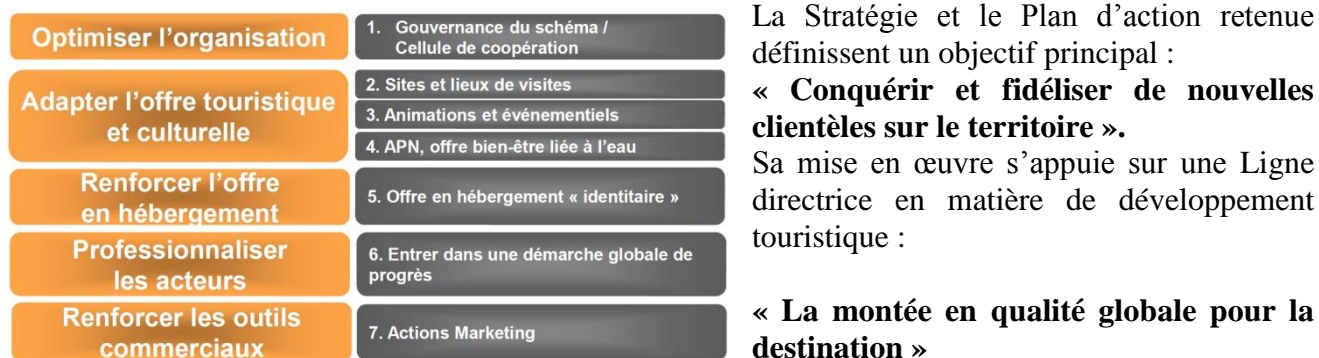 Optimiser l'organisation
1. Gouvernance du schéma /
Cellule de coopération
Adapter l'offre touristique
et culturelle
2. Sites et lieux de visites
3. Animations et événementiels
4. APN, offre bien-être liée à l'eau
Renforcer l'offre
en hébergement
5. Offre en hébergement « identitaire »
Professionnaliser
les acteurs
6. Entrer dans une démarche globale de
progrès
Renforcer les outils
commerciaux
7. Actions Marketing
La Stratégie et le Plan d'action retenue
définissent un objectif principal :
« Conquérir et fidéliser de nouvelles
clientèles sur le territoire ».
Sa mise en œuvre s'appuie sur une Ligne
directrice en matière de développement
touristique :
« La montée en qualité globale pour la
destination »